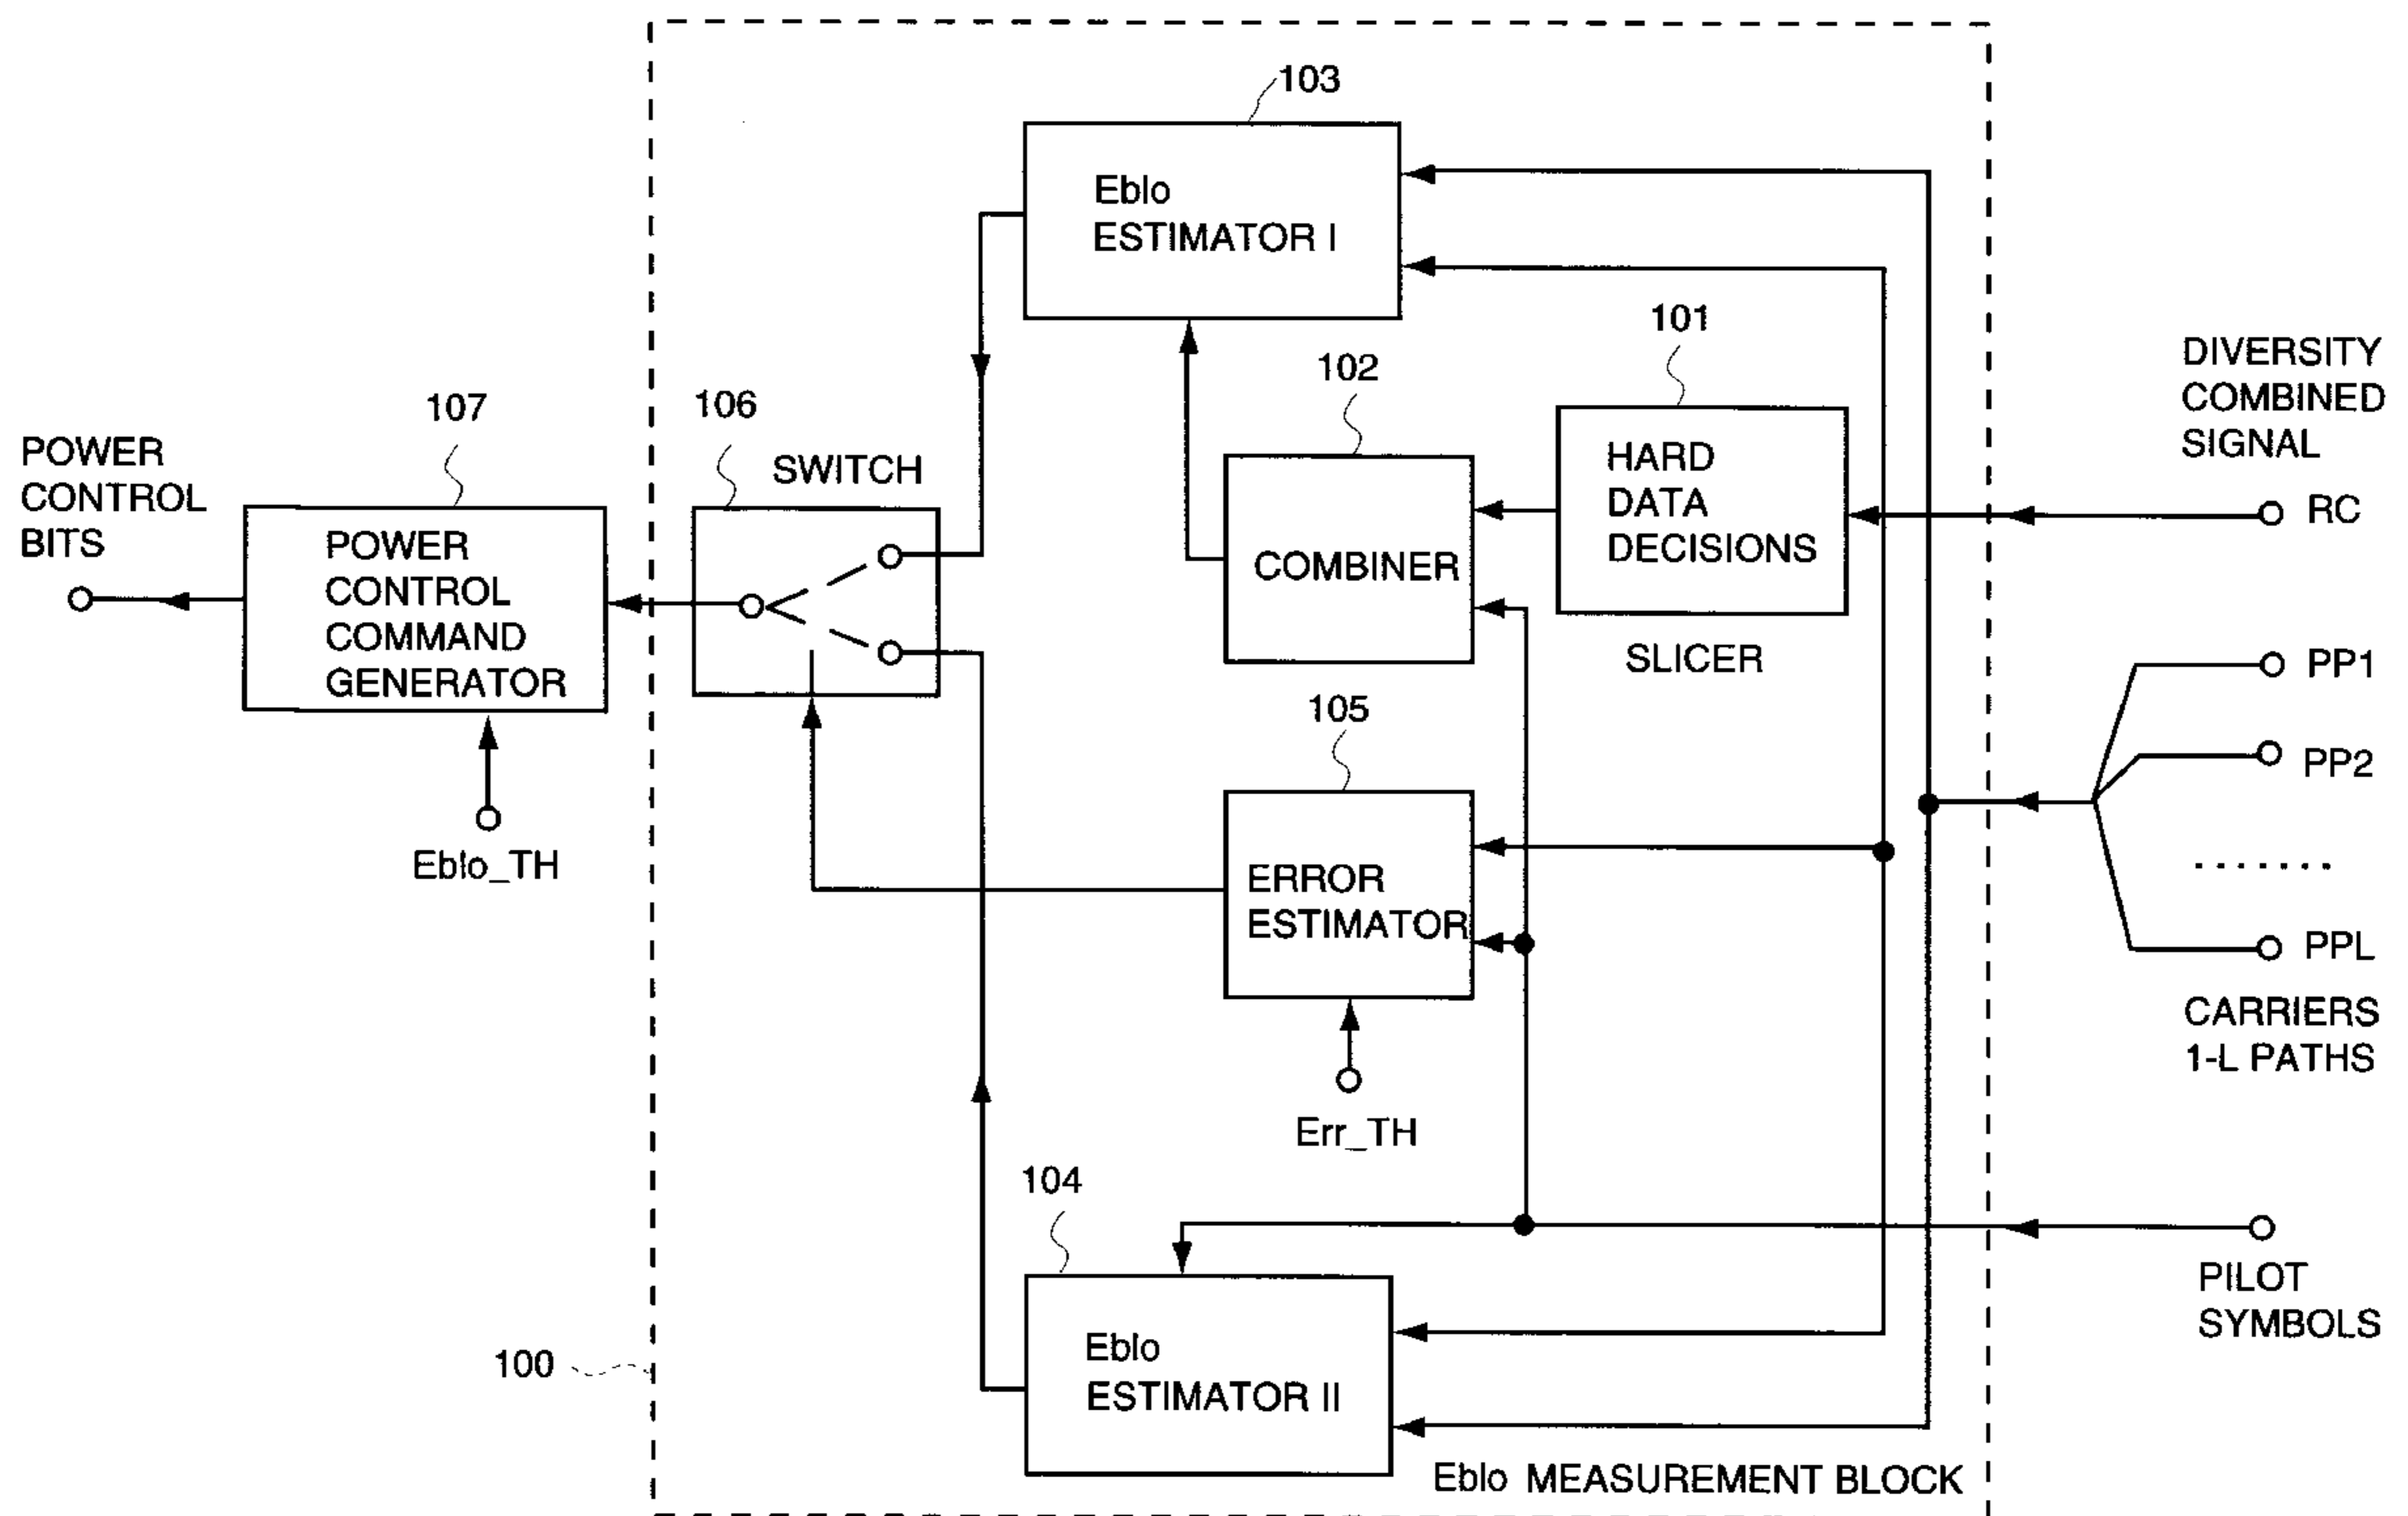 103
Eblo
ESTIMATOR I
101
DIVERSITY
COMBINED
SIGNAL
RC
102
HARD
DATA
DECISIONS
SLICER
COMBINER
106
SWITCH
107
POWER
CONTROL
BITS
POWER
CONTROL
COMMAND
GENERATOR
Eblo_TH
PP1
PP2
.......
PPL
CARRIERS
1-L PATHS
105
ERROR
ESTIMATOR
Err_TH
104
PILOT
SYMBOLS
Eblo
ESTIMATOR II
100
Eblo MEASUREMENT BLOCK